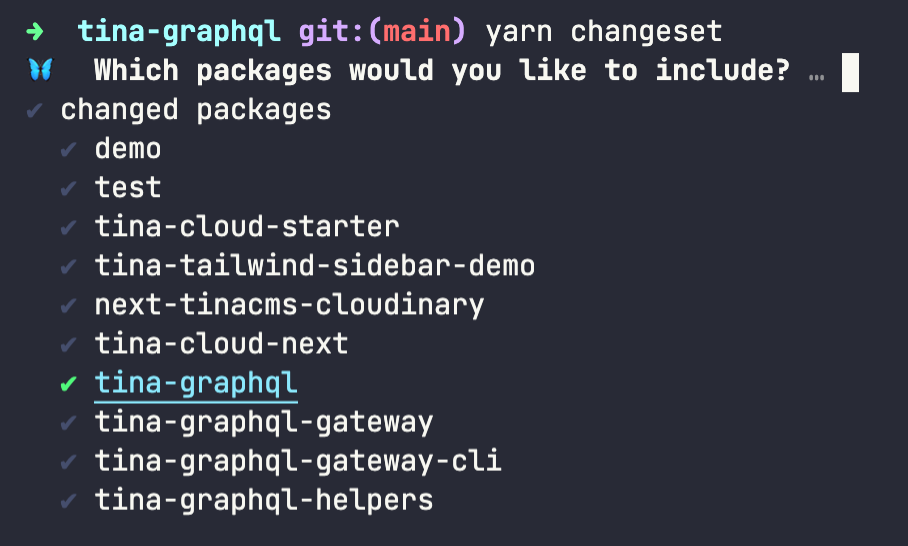 ➜ tina-graphql git:(main) yarn changeset
🦋 Which packages would you like to include? …
✔ changed packages
✔ demo
✔ test
✔ tina-cloud-starter
✔ tina-tailwind-sidebar-demo
✔ next-tinacms-cloudinary
✔ tina-cloud-next
✔ tina-graphql
✔ tina-graphql-gateway
✔ tina-graphql-gateway-cli
✔ tina-graphql-helpers